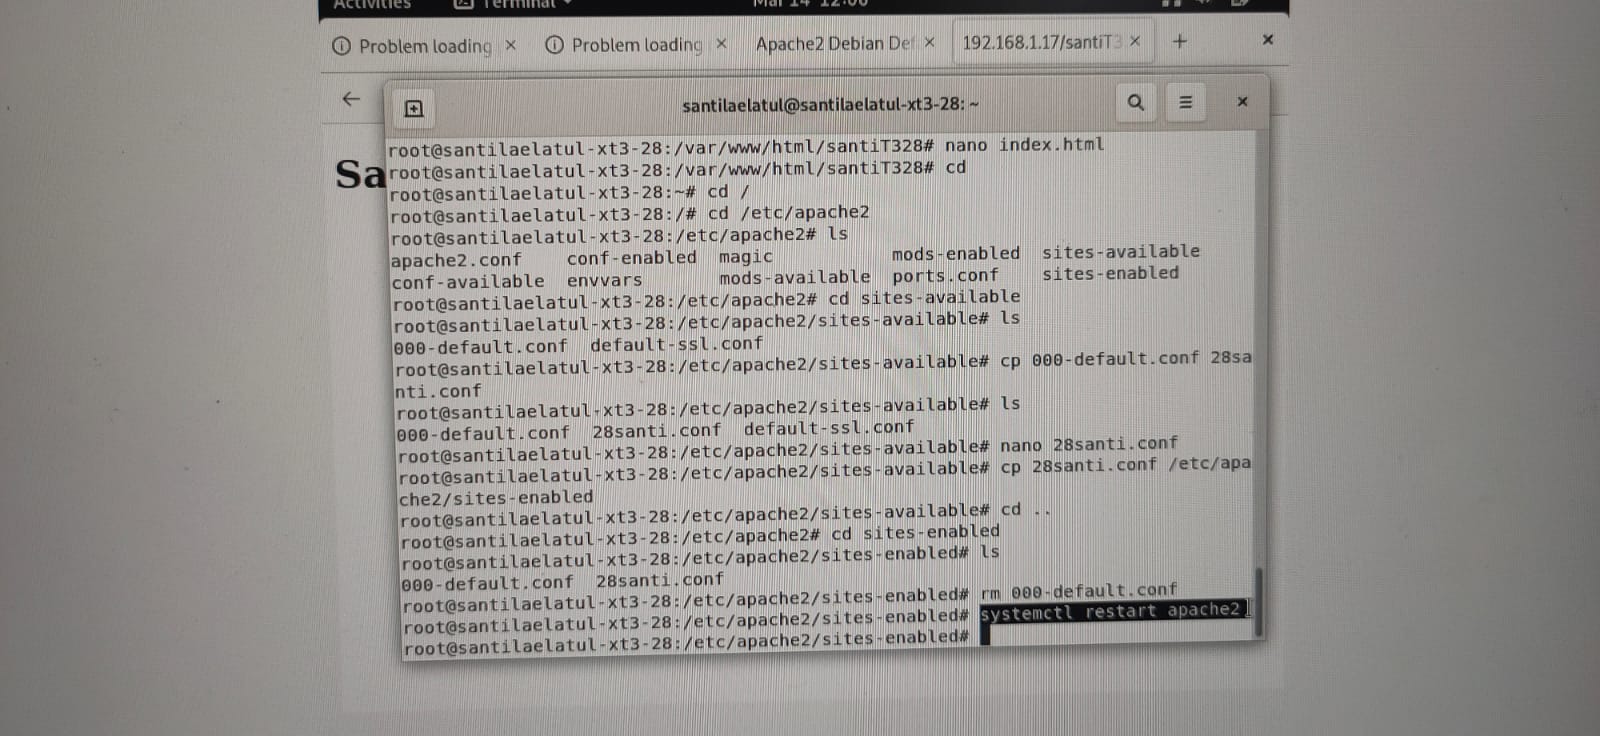 Activities Terminal Mar 14 12:06
Problem loading × Problem loading × Apache2 Debian Def × 192.168.1.17/santiT3 × + ×
santilaelatul@santilaelatul-xt3-28: ~
Sa
root@santilaelatul-xt3-28:/var/www/html/santiT328# nano index.html
root@santilaelatul-xt3-28:/var/www/html/santiT328# cd
root@santilaelatul-xt3-28:~# cd /
root@santilaelatul-xt3-28:/# cd /etc/apache2
root@santilaelatul-xt3-28:/etc/apache2# ls
apache2.conf conf-enabled magic mods-enabled sites-available
conf-available envvars mods-available ports.conf sites-enabled
root@santilaelatul-xt3-28:/etc/apache2# cd sites-available
root@santilaelatul-xt3-28:/etc/apache2/sites-available# ls
000-default.conf default-ssl.conf
root@santilaelatul-xt3-28:/etc/apache2/sites-available# cp 000-default.conf 28sa
nti.conf
root@santilaelatul-xt3-28:/etc/apache2/sites-available# ls
000-default.conf 28santi.conf default-ssl.conf
root@santilaelatul-xt3-28:/etc/apache2/sites-available# nano 28santi.conf
root@santilaelatul-xt3-28:/etc/apache2/sites-available# cp 28santi.conf /etc/apa
che2/sites-enabled
root@santilaelatul-xt3-28:/etc/apache2/sites-available# cd ..
root@santilaelatul-xt3-28:/etc/apache2# cd sites-enabled
root@santilaelatul-xt3-28:/etc/apache2/sites-enabled# ls
000-default.conf 28santi.conf
root@santilaelatul-xt3-28:/etc/apache2/sites-enabled# rm 000-default.conf
root@santilaelatul-xt3-28:/etc/apache2/sites-enabled# systemctl restart apache2
root@santilaelatul-xt3-28:/etc/apache2/sites-enabled#